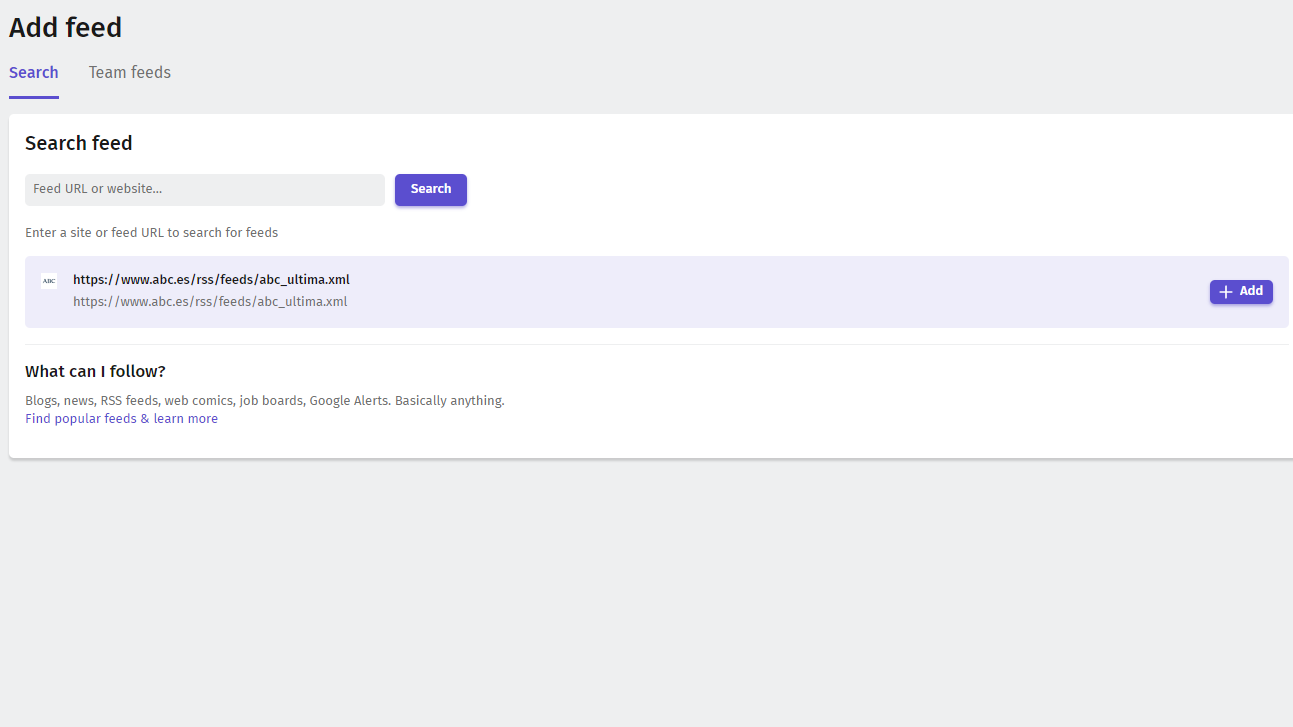 Add feed
Search Team feeds
Search feed
Feed URL or website...
Search
Enter a site or feed URL to search for feeds
ABC
https://www.abc.es/rss/feeds/abc_ultima.xml
https://www.abc.es/rss/feeds/abc_ultima.xml
Add
What can I follow?
Blogs, news, RSS feeds, web comics, job boards, Google Alerts. Basically anything.
Find popular feeds & learn more